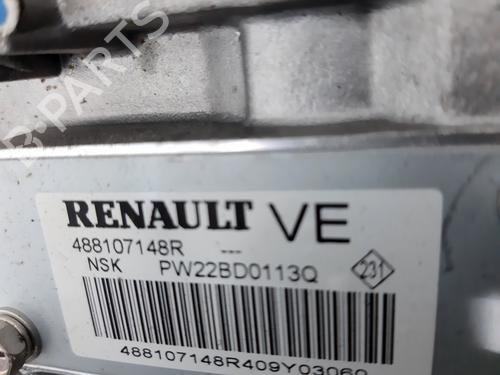 B-PARTS
RENAULT VE
488107148R ---
NSK PW22BD0113Q 231
488107148R409Y03060